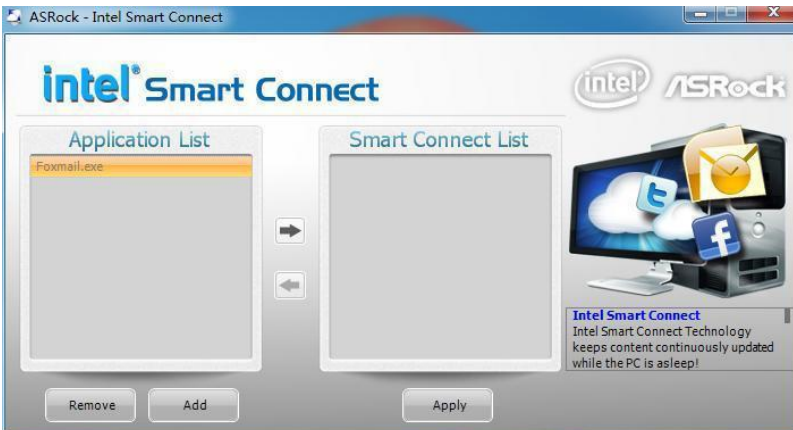 ASRock - Intel Smart Connect
intel® Smart Connect
intel® ASRock
Application List
Smart Connect List
Foxmail.exe
Intel Smart Connect
Intel Smart Connect Technology
keeps content continuously updated
while the PC is asleep!
Remove
Add
Apply